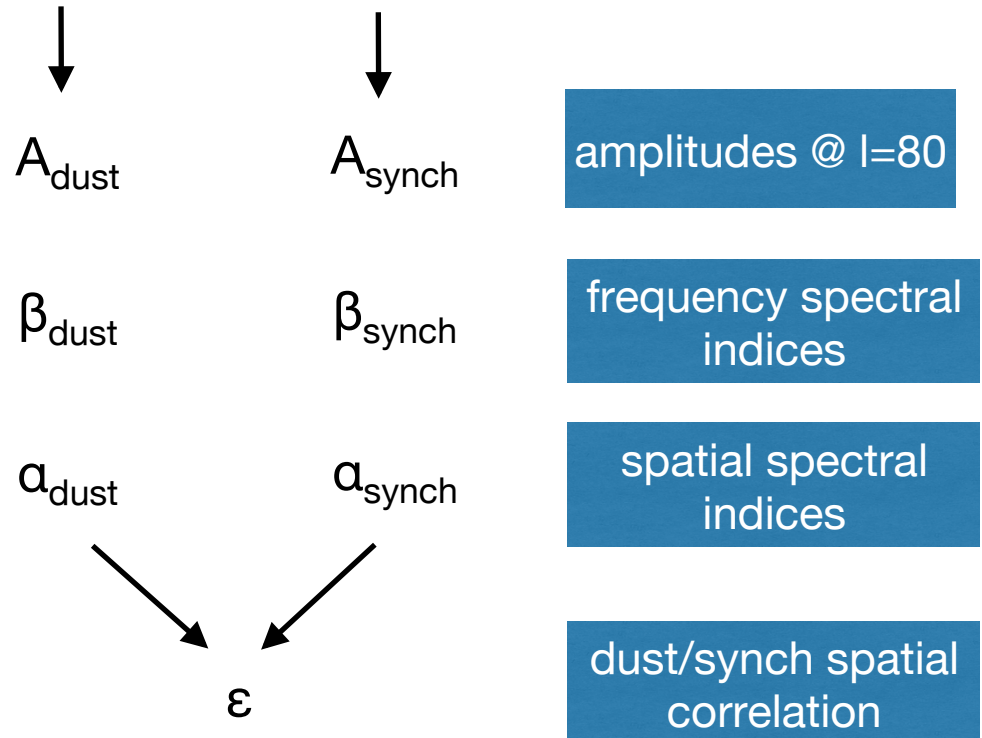 A_dust A_synch amplitudes @ l=80
β_dust β_synch frequency spectral
indices
α_dust α_synch spatial spectral
indices
ε dust/synch spatial
correlation